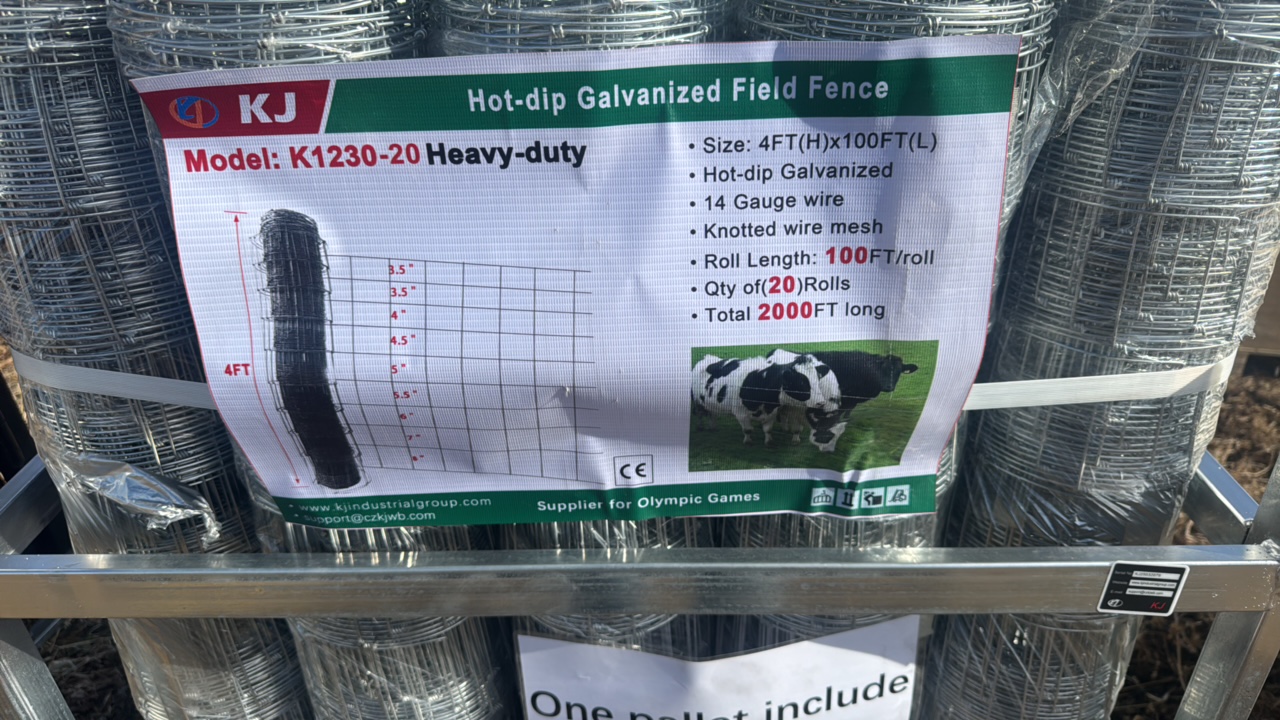 KJ
Hot-dip Galvanized Field Fence
Model: K1230-20 Heavy-duty
• Size: 4FT(H)x100FT(L)
• Hot-dip Galvanized
• 14 Gauge wire
• Knotted wire mesh
• Roll Length: 100FT/roll
• Qty of(20)Rolls
• Total 2000FT long
4FT
3.5"
3.5"
4"
4.5"
5"
5.5"
6"
7"
CE
• www.kjindustrialgroup.com
• support@czkjwb.com
Supplier for Olympic Games
KJ
One pallet include